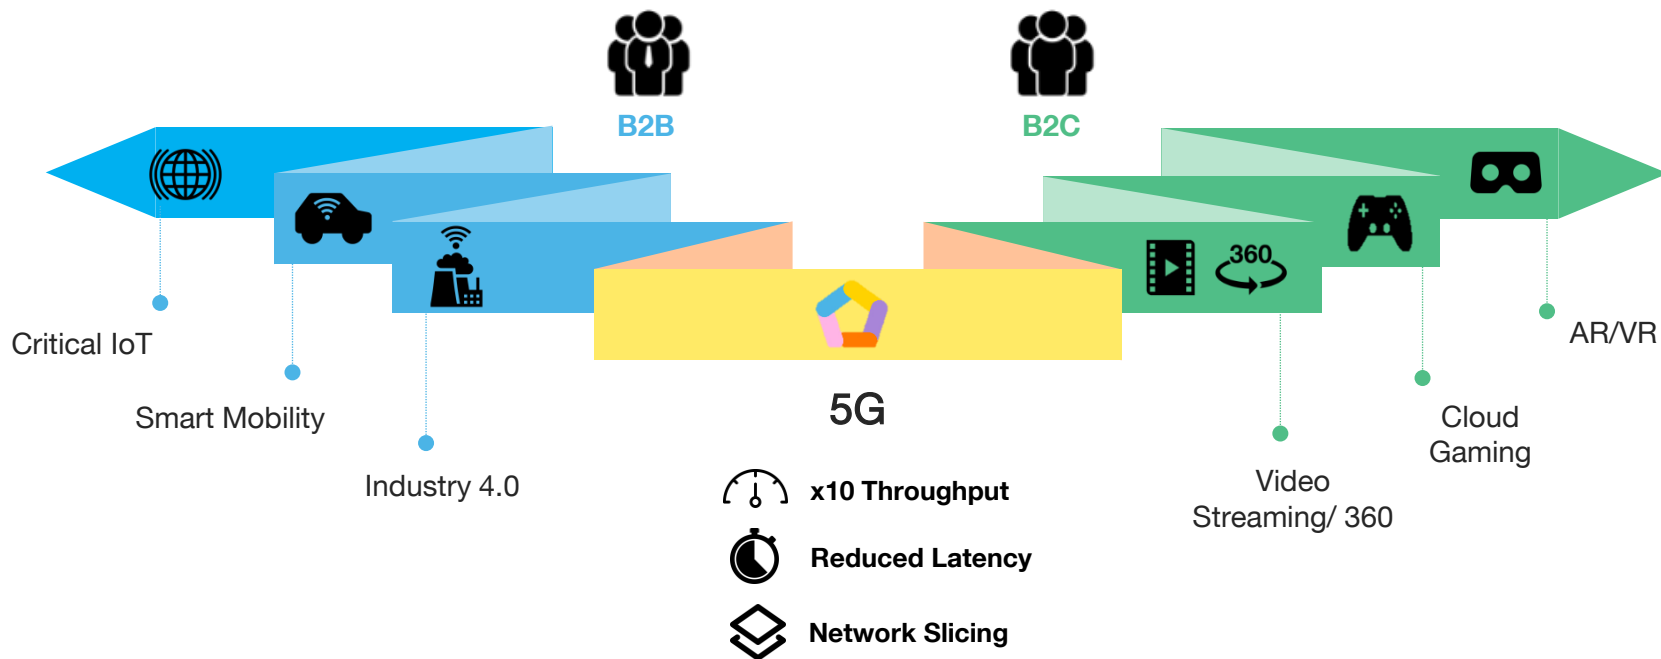 B2B
B2C
360
Critical IoT
AR/VR
Smart Mobility
5G
Cloud
Gaming
Industry 4.0
Video
Streaming/ 360
x10 Throughput
Reduced Latency
Network Slicing